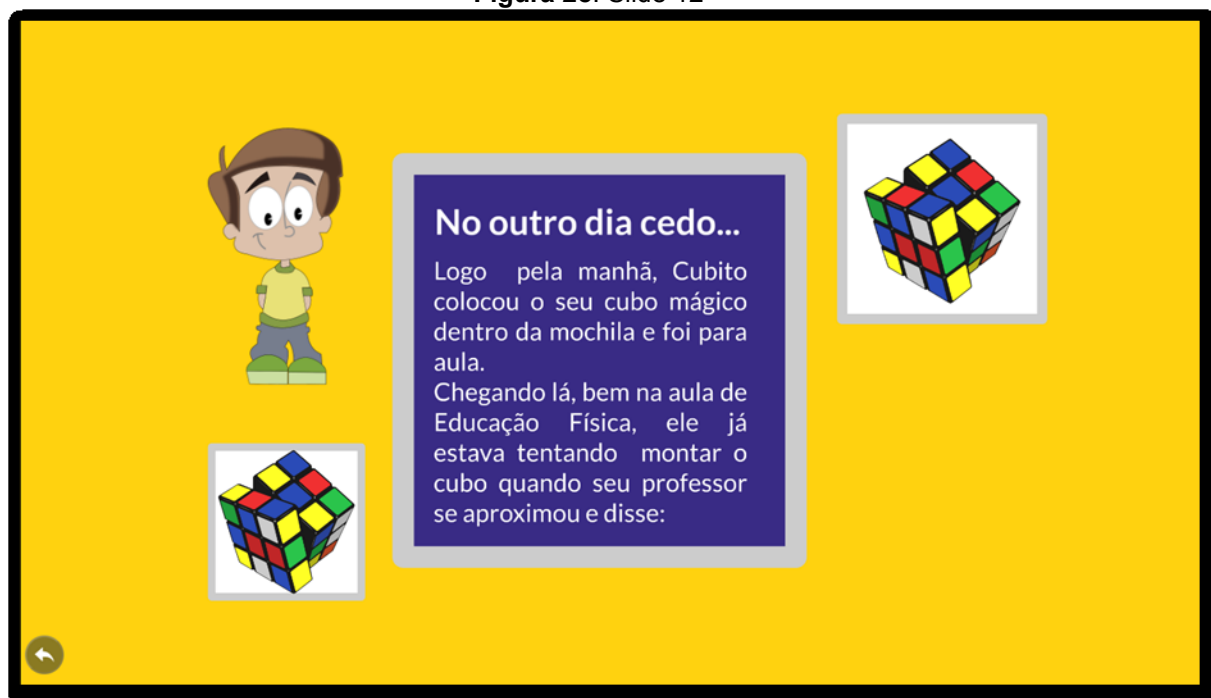 No outro dia cedo...
Logo pela manhã, Cubito
colocou o seu cubo mágico
dentro da mochila e foi para
aula.
Chegando lá, bem na aula de
Educação Física, ele já
estava tentando montar o
cubo quando seu professor
se aproximou e disse: